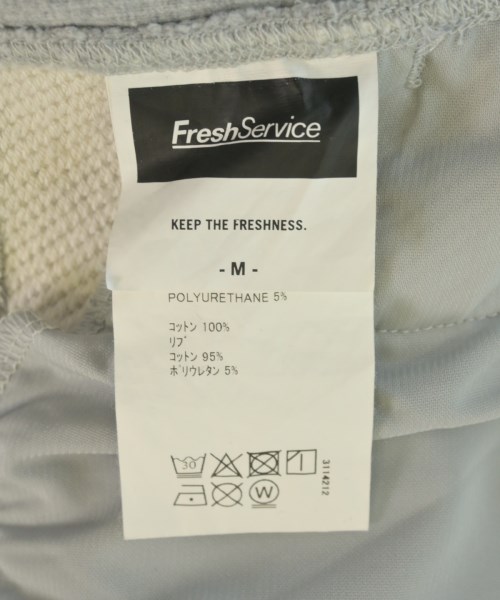 FreshService
KEEP THE FRESHNESS.
- M -
POLYURETHANE 5%
コットン 100%
リブ
コットン 95%
ポリウレタン 5%
30
W
3114212